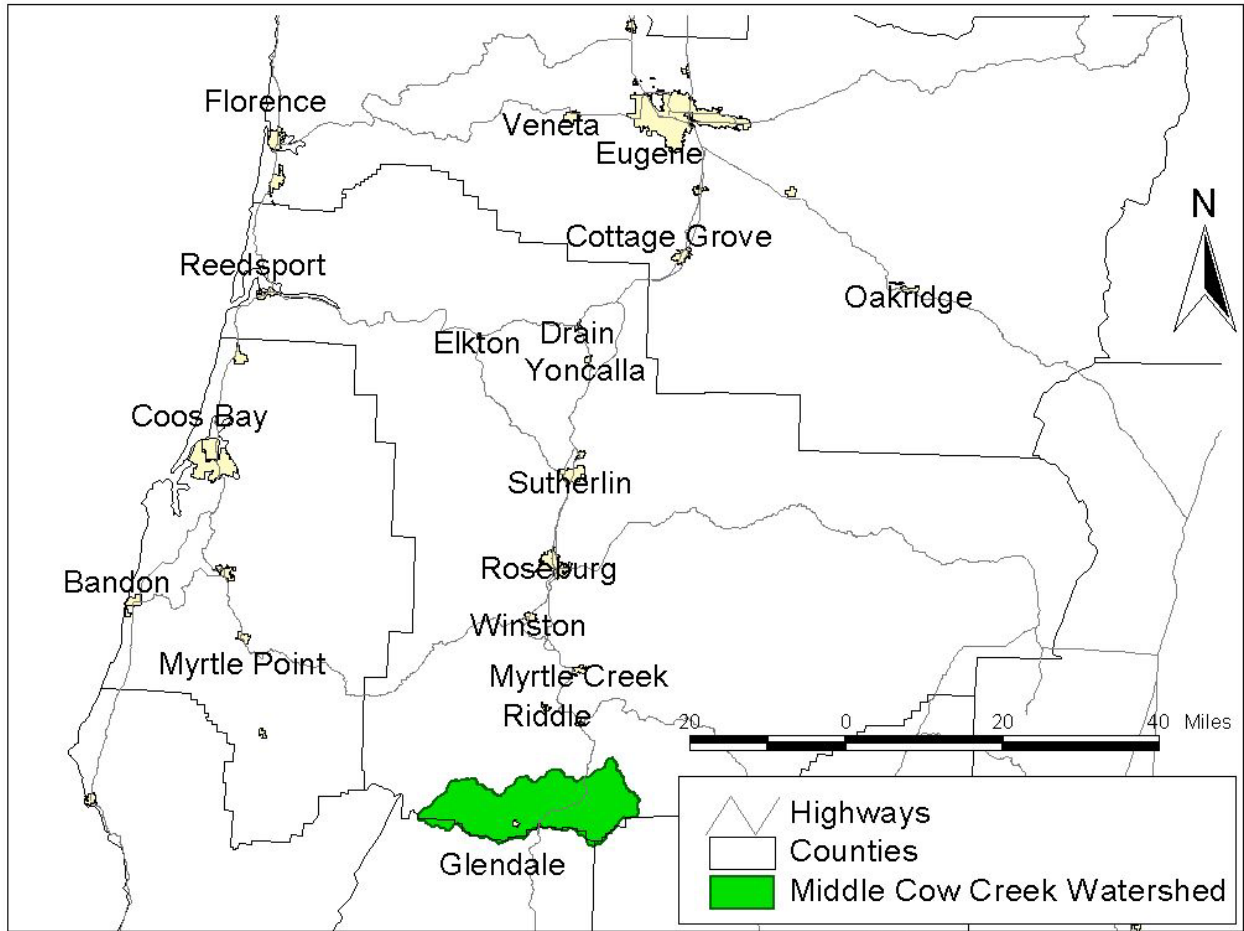 Florence
Veneta
Eugene
N
Cottage Grove
Reedsport
Oakridge
Drain
Elkton
Yoncalla
Coos Bay
Sutherlin
Roseburg
Bandon
Winston
Myrtle Point
Myrtle Creek
Riddle
20 0 20 40 Miles
Highways
Counties
Glendale
Middle Cow Creek Watershed